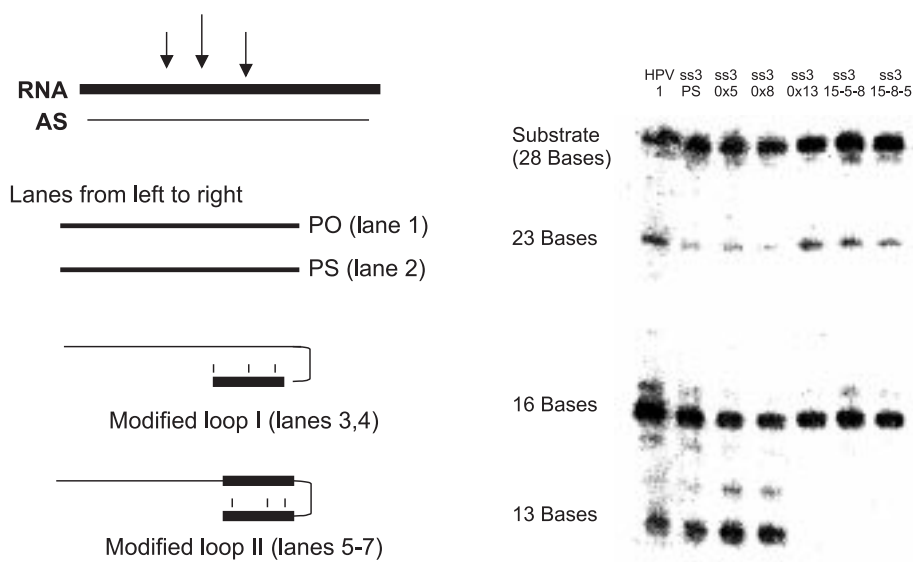 RNA
AS
Lanes from left to right
PO (lane 1)
PS (lane 2)
Modified loop I (lanes 3,4)
Modified loop II (lanes 5-7)
HPV ss3 ss3 ss3 ss3 ss3 ss3
1 PS 0x5 0x8 0x13 15-5-8 15-8-5
Substrate
(28 Bases)
23 Bases
16 Bases
13 Bases